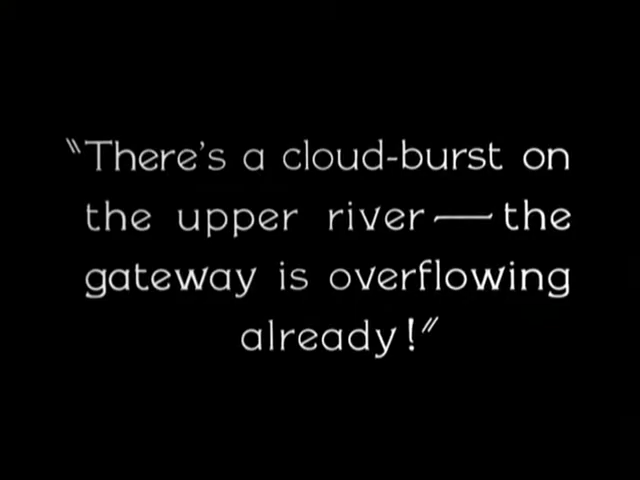 "There's a cloud-burst on
the upper river — the
gateway is overflowing
already!"